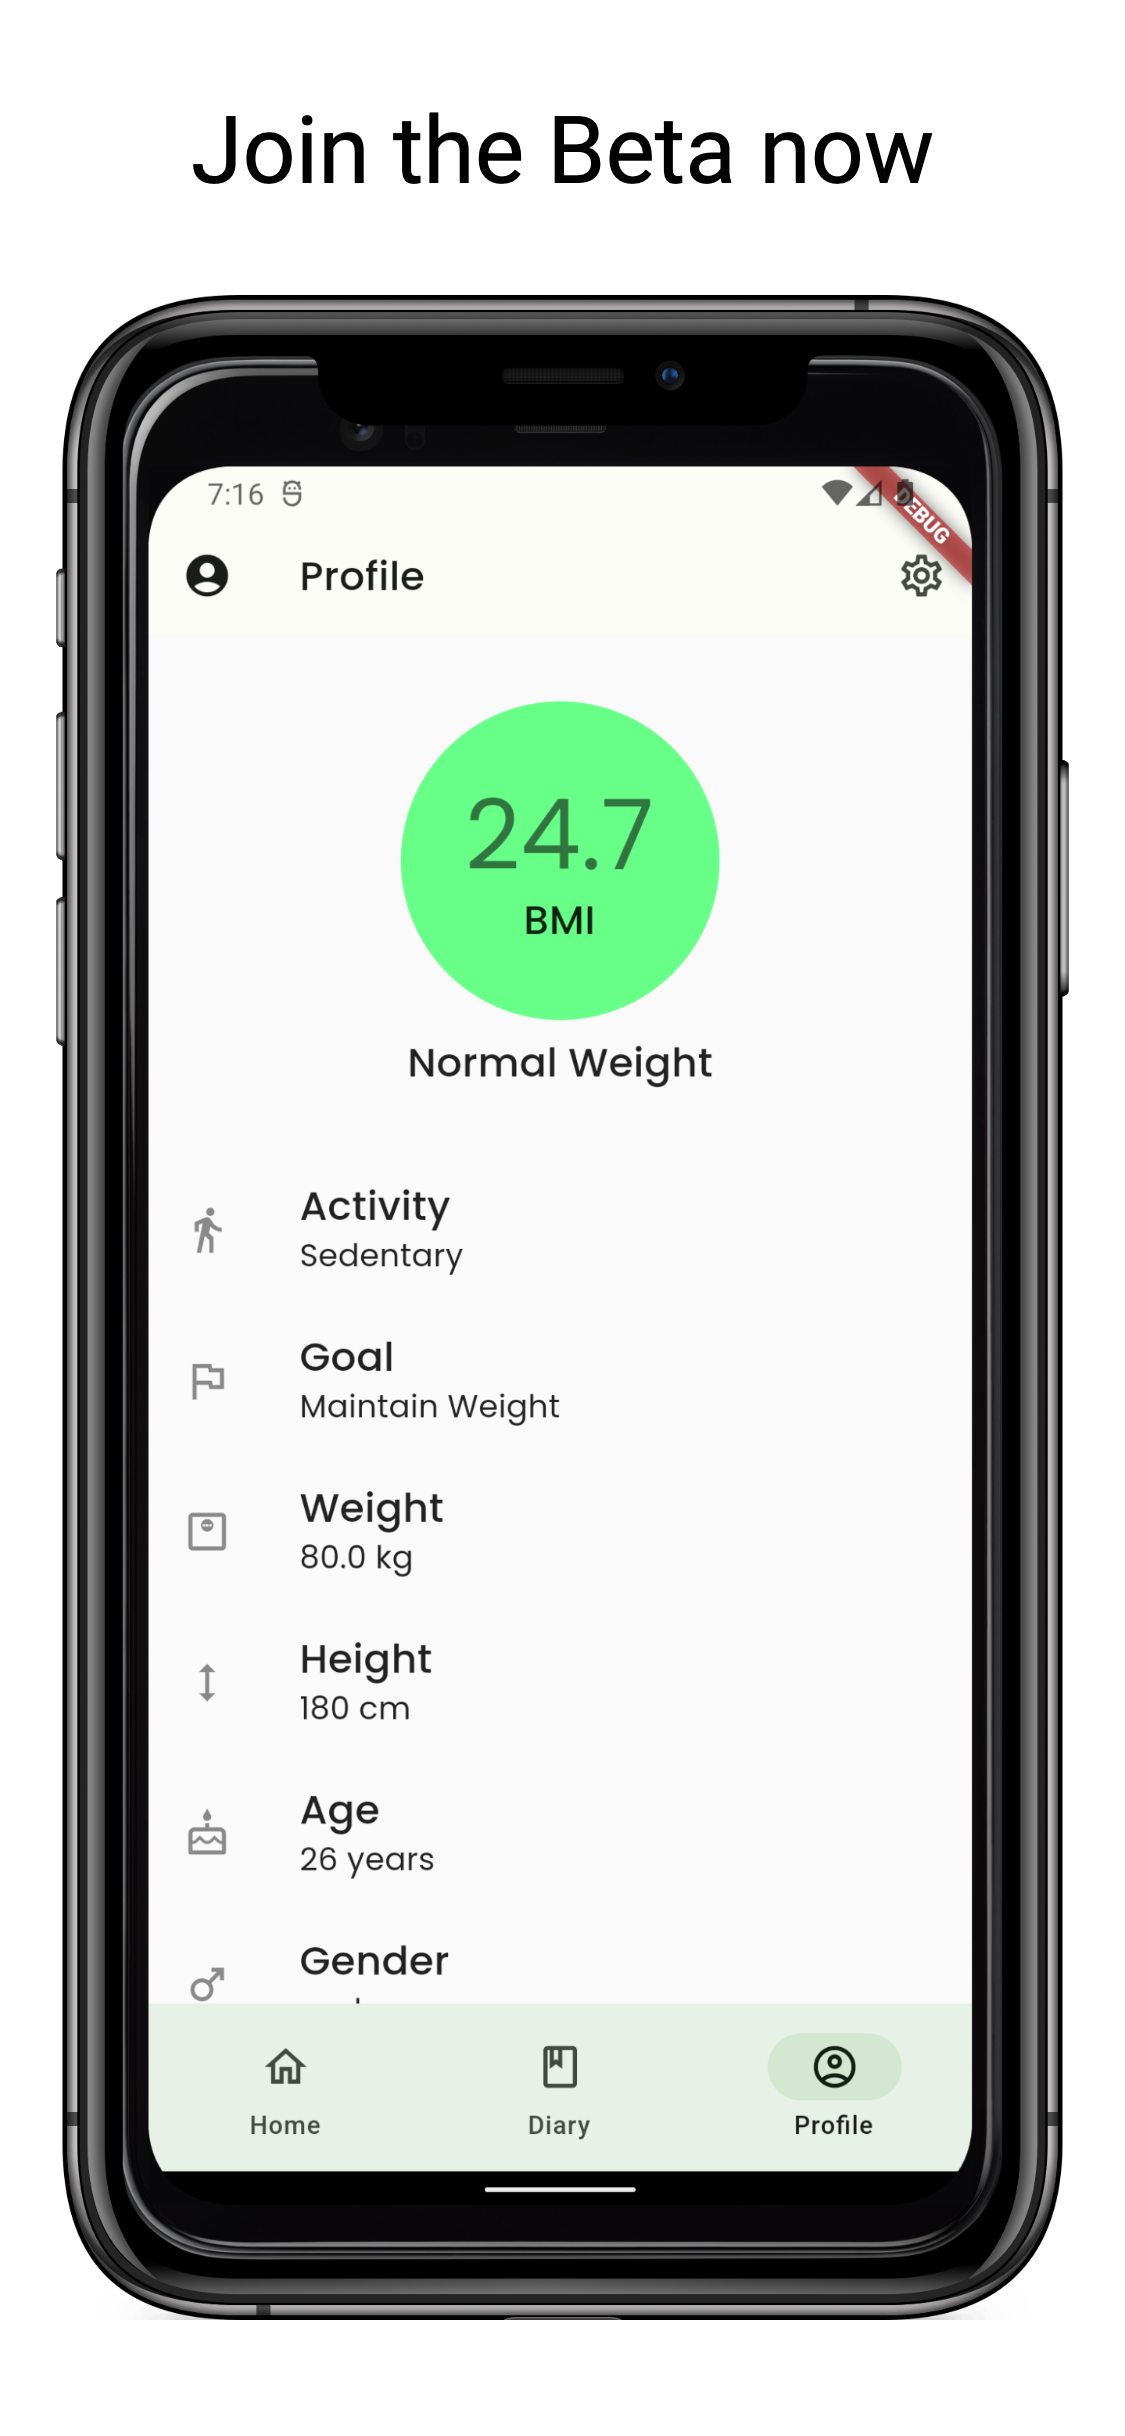 Join the Beta now
7:16
DEBUG
Profile
24.7
BMI
Normal Weight
Activity
Sedentary
Goal
Maintain Weight
Weight
80.0 kg
Height
180 cm
Age
26 years
Gender
Home
Diary
Profile